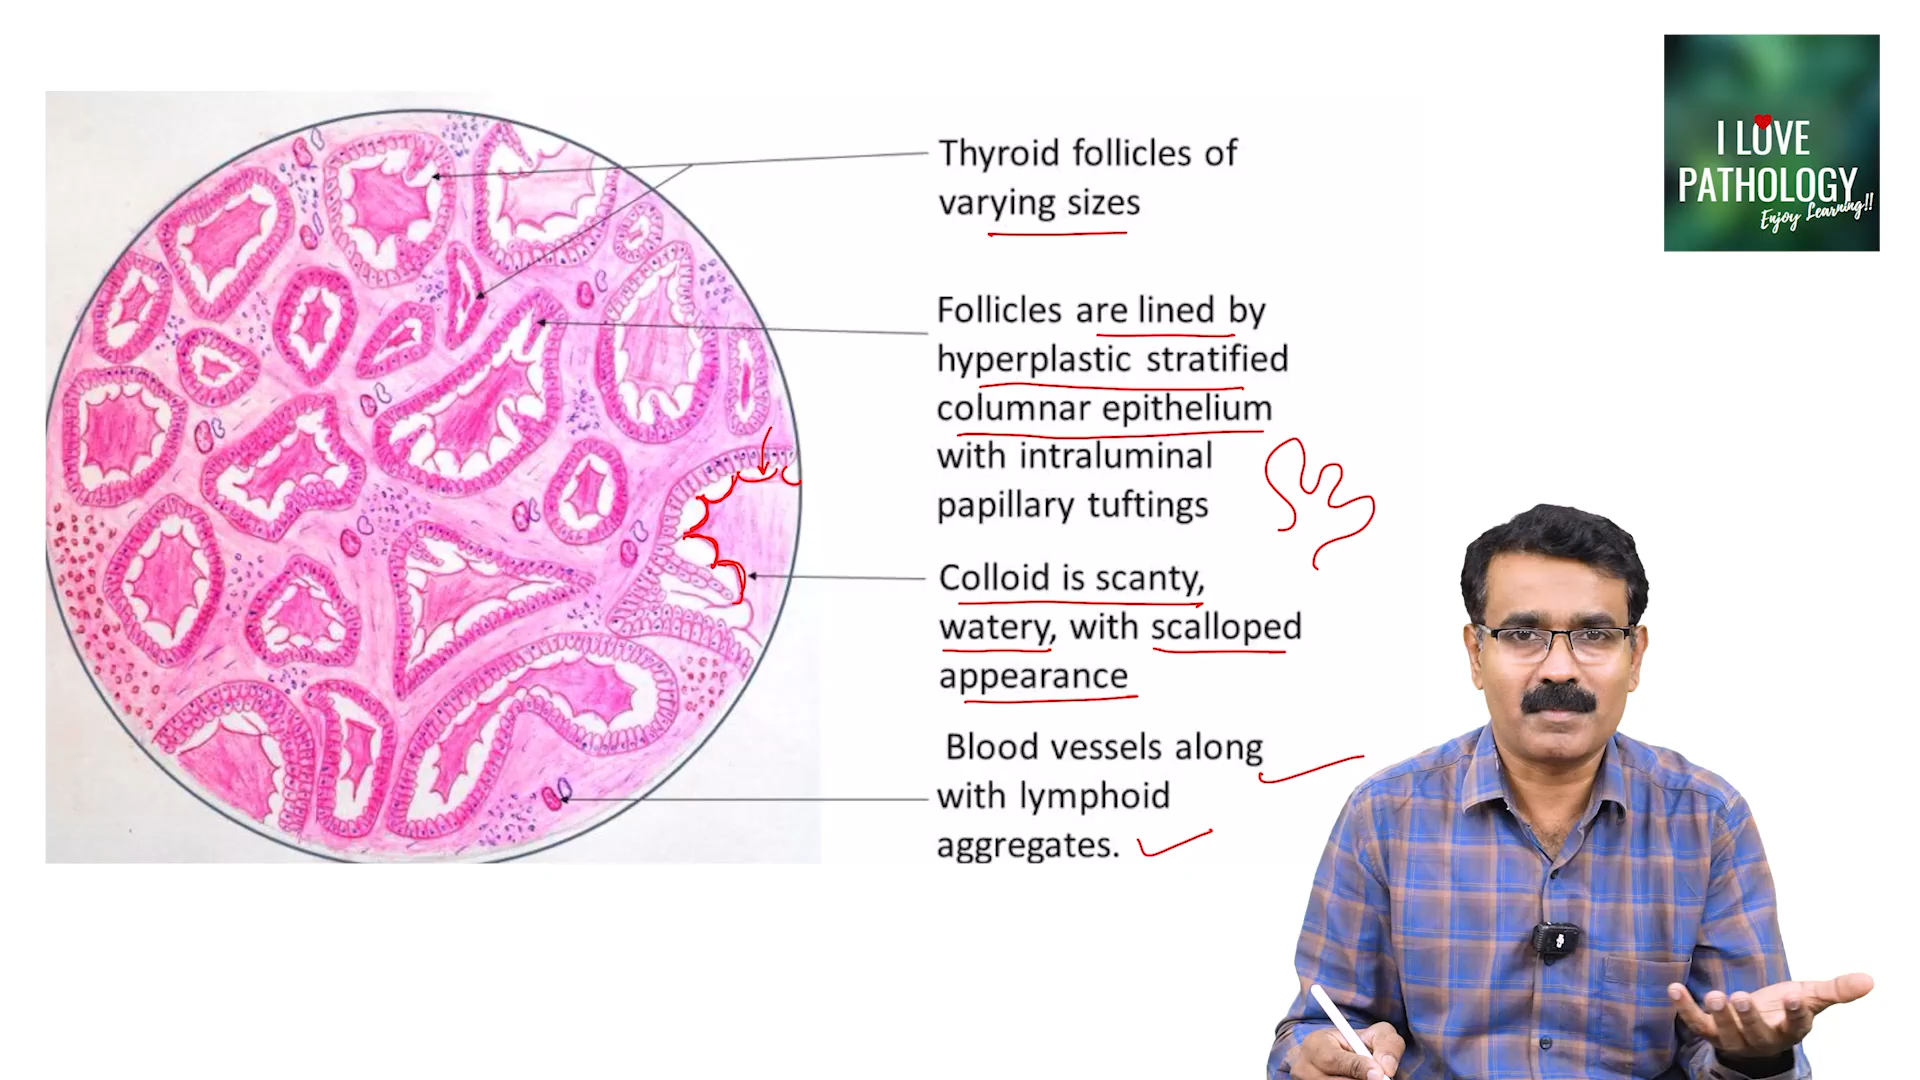 Thyroid follicles of
varying sizes
Follicles are lined by
hyperplastic stratified
columnar epithelium
with intraluminal
papillary tuftings
Colloid is scanty,
watery, with scalloped
appearance
Blood vessels along
with lymphoid
aggregates.
I LOVE
PATHOLOGY
Enjoy Learning!!